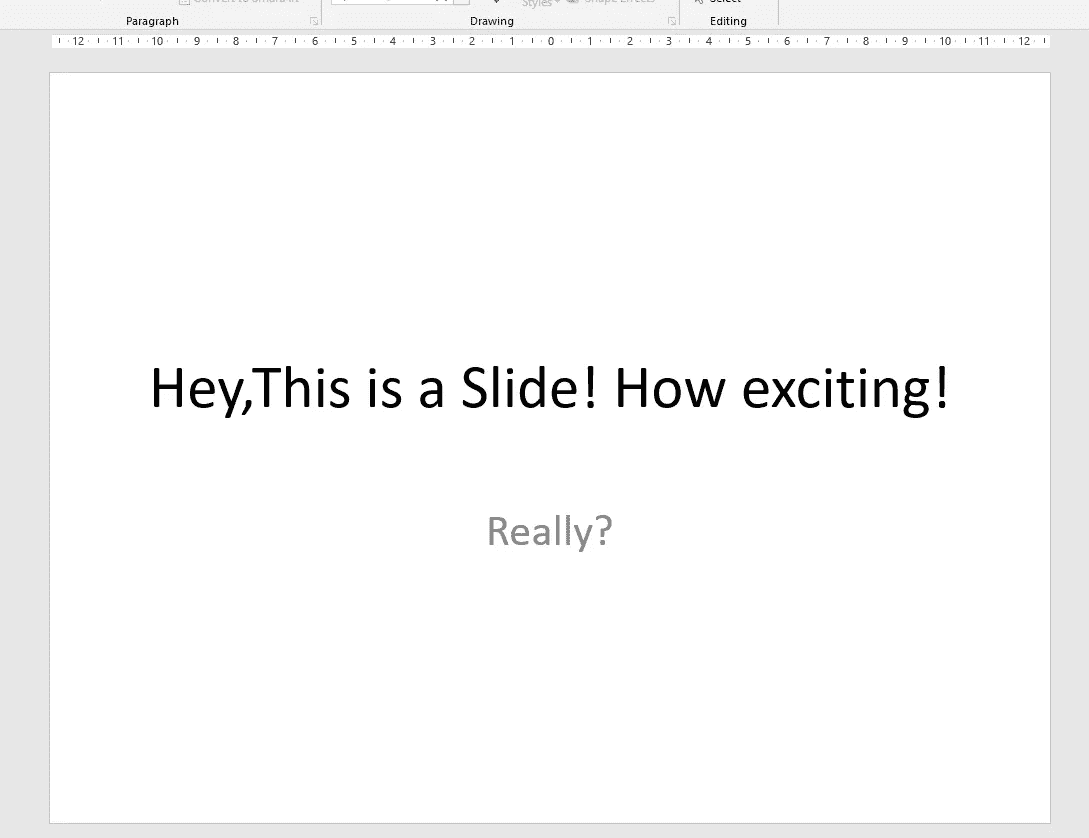 Convert to SmartArt
Styles Shape Effects Select
Paragraph Drawing Editing
12 11 10 9 8 7 6 5 4 3 2 1 0 1 2 3 4 5 6 7 8 9 10 11 12
Hey,This is a Slide! How exciting!
Really?